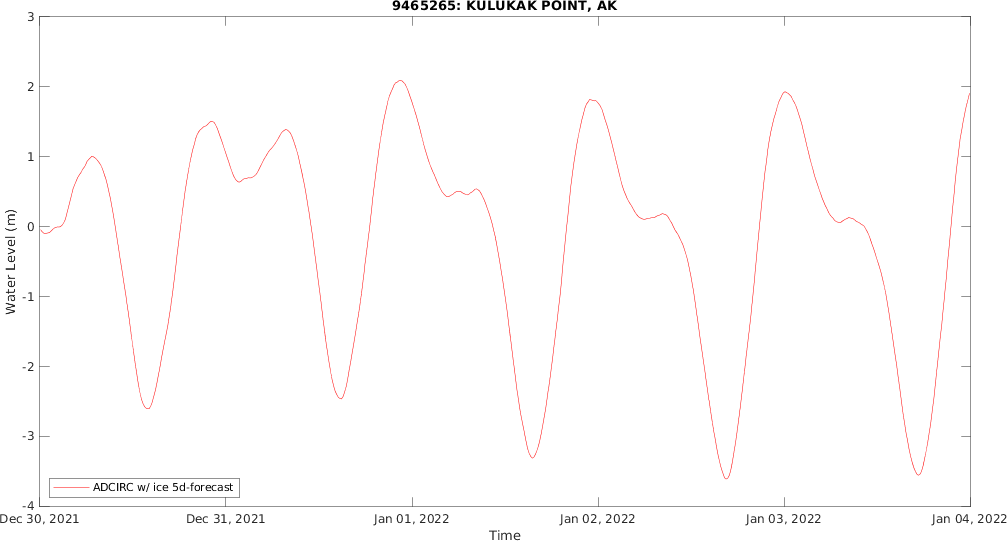 9465265: KULUKAK POINT, AK
3
2
1
0
-1
-2
-3
-4
Water Level (m)
ADCIRC w/ ice 5d-forecast
Dec 30, 2021 Dec 31, 2021 Jan 01, 2022 Jan 02, 2022 Jan 03, 2022 Jan 04, 2022
Time